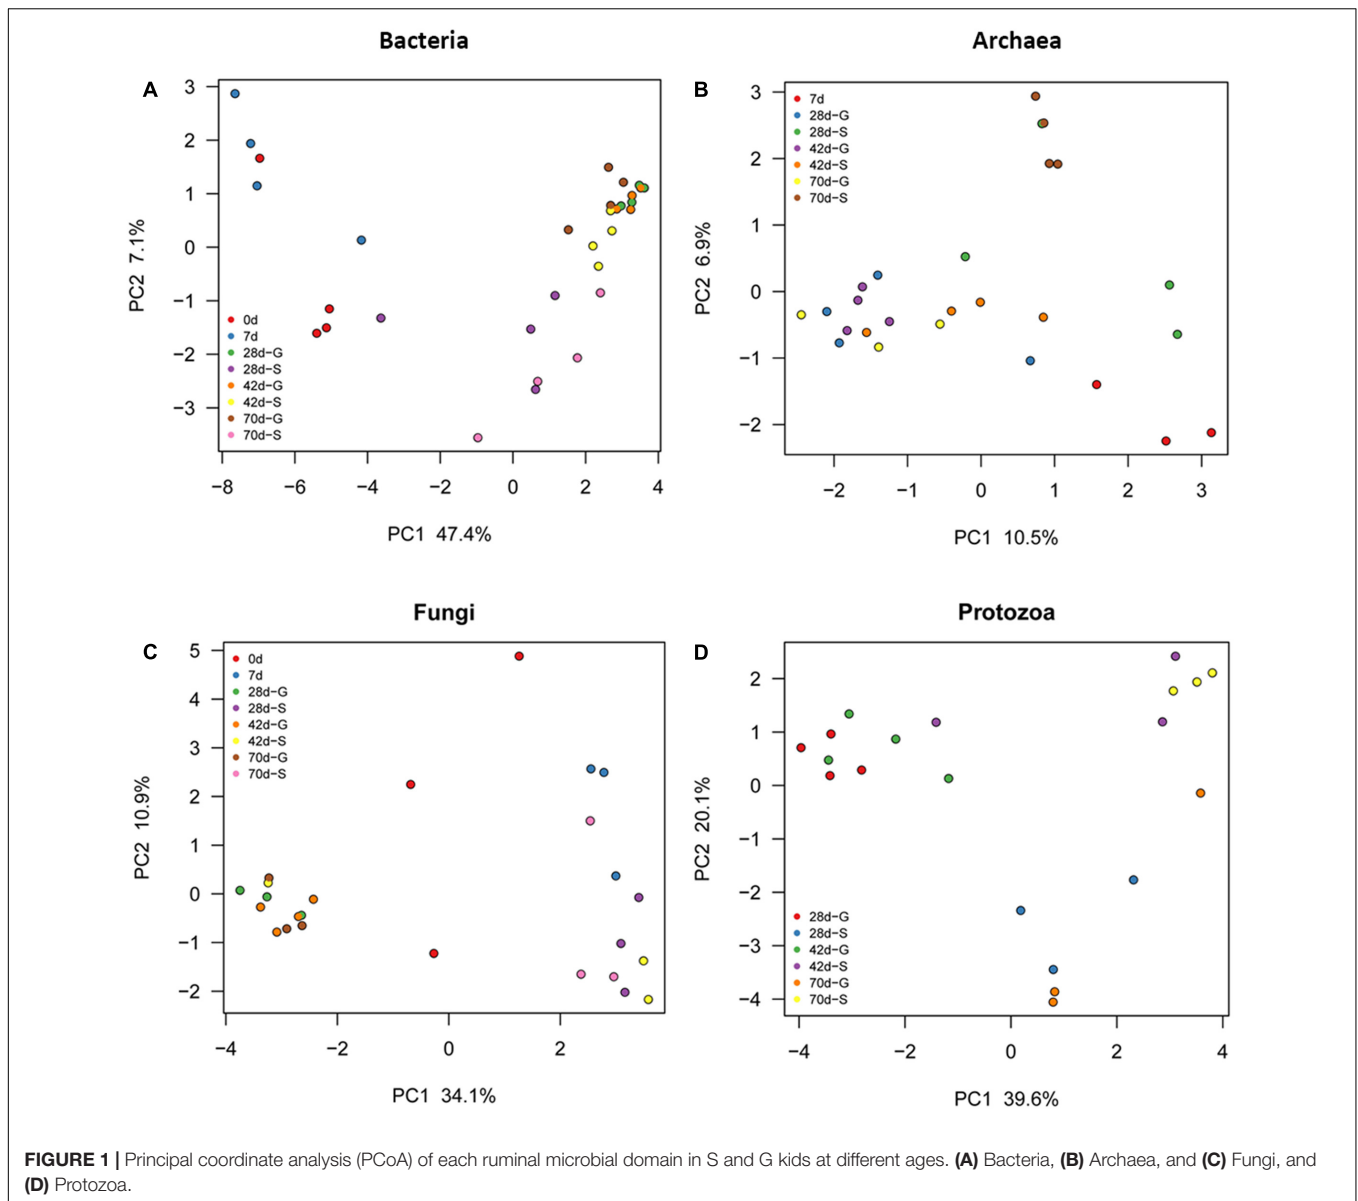 Bacteria
A
3
2
1
0
−1
−2
−3
PC2 7.1%
0d
7d
28d−G
28d−S
42d−G
42d−S
70d−G
70d−S
−8 −6 −4 −2 0 2 4
PC1 47.4%
Archaea
B
3
2
1
0
−1
−2
PC2 6.9%
7d
28d−G
28d−S
42d−G
42d−S
70d−G
70d−S
−2 −1 0 1 2 3
PC1 10.5%
Fungi
C
5
4
3
2
1
0
−1
−2
PC2 10.9%
0d
7d
28d−G
28d−S
42d−G
42d−S
70d−G
70d−S
−4 −2 0 2
PC1 34.1%
Protozoa
D
2
1
0
−1
−2
−3
−4
PC2 20.1%
28d−G
28d−S
42d−G
42d−S
70d−G
70d−S
−4 −2 0 2 4
PC1 39.6%
FIGURE 1 | Principal coordinate analysis (PCoA) of each ruminal microbial domain in S and G kids at different ages. (A) Bacteria, (B) Archaea, and (C) Fungi, and
(D) Protozoa.